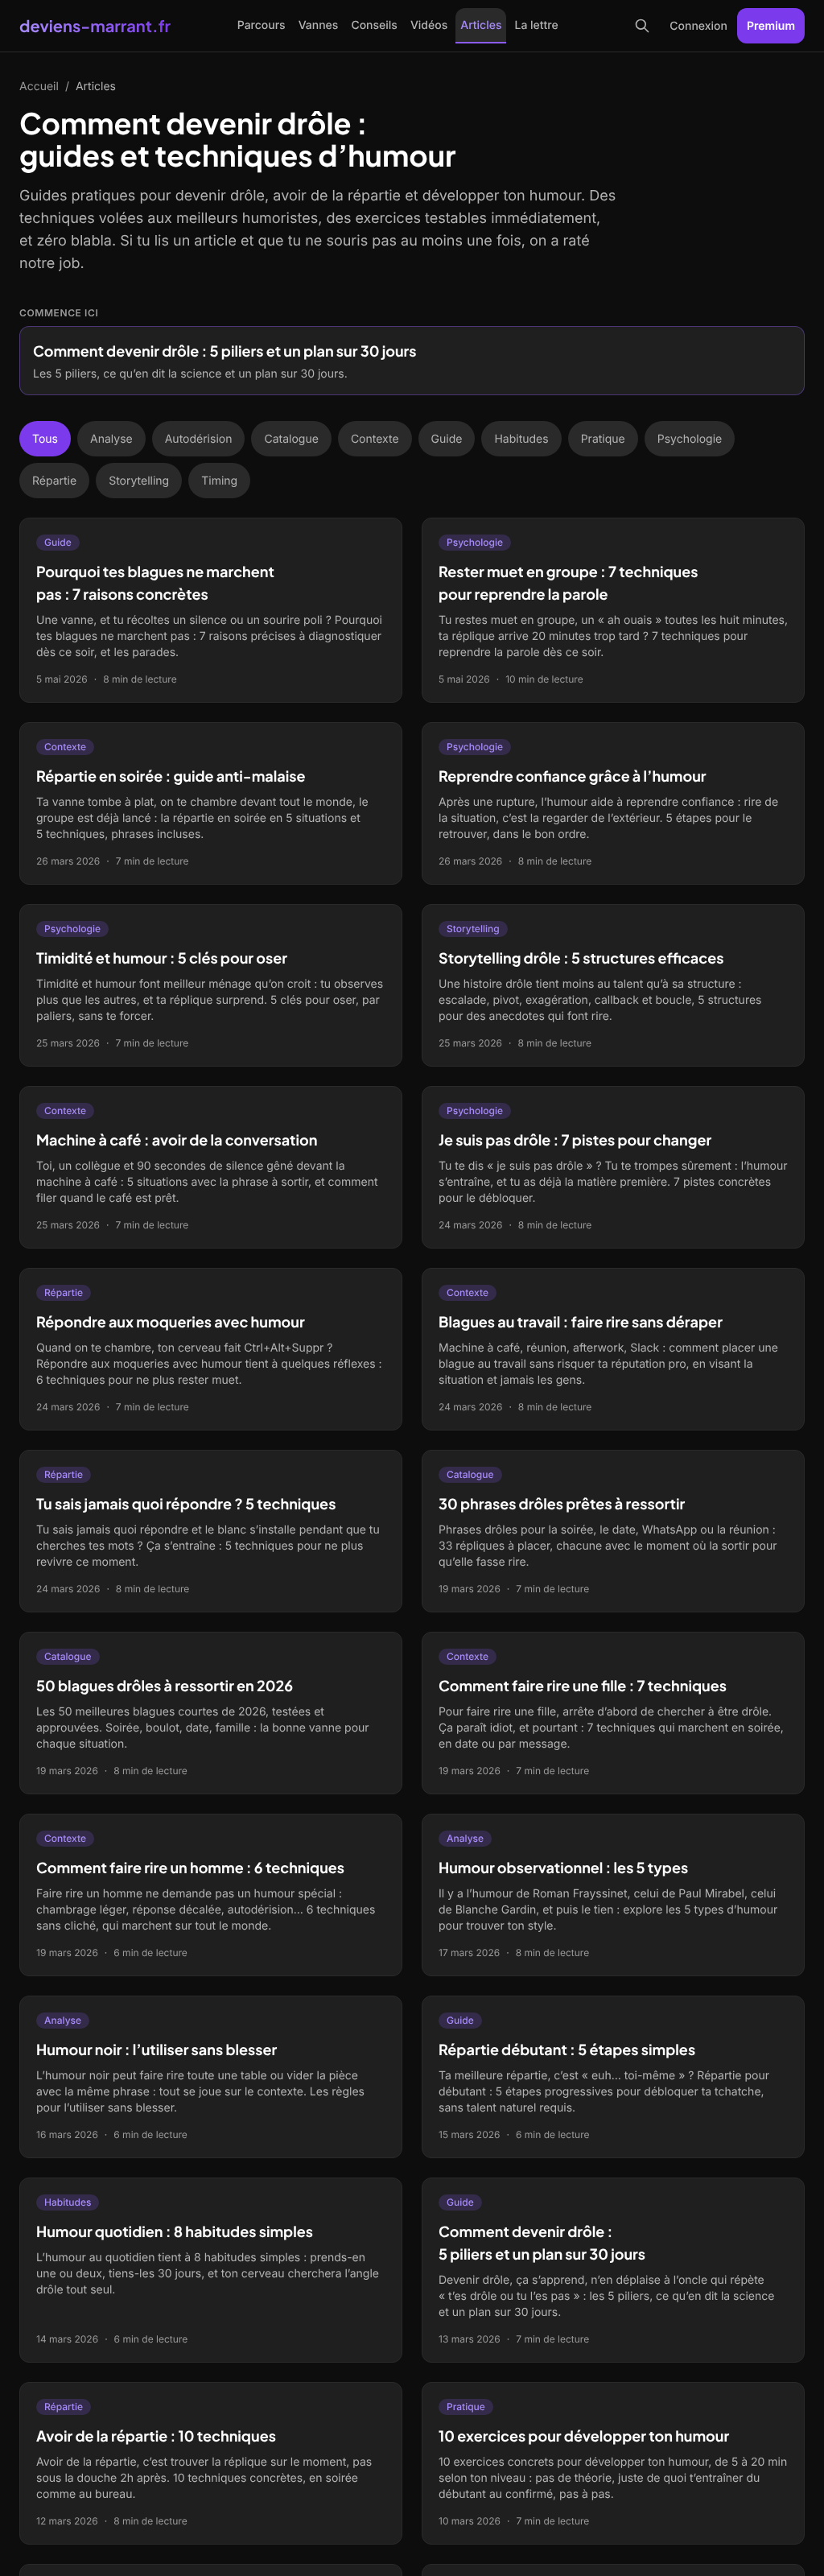 deviens-marrant.fr
Parcours
Vannes
Conseils
Vidéos
Articles
La lettre
Connexion
Premium
Accueil / Articles
Comment devenir drôle :
guides et techniques d’humour
Guides pratiques pour devenir drôle, avoir de la répartie et développer ton humour. Des
techniques volées aux meilleurs humoristes, des exercices testables immédiatement,
et zéro blabla. Si tu lis un article et que tu ne souris pas au moins une fois, on a raté
notre job.
COMMENCE ICI
Comment devenir drôle : 5 piliers et un plan sur 30 jours
Les 5 piliers, ce qu’en dit la science et un plan sur 30 jours.
Tous
Analyse
Autodérision
Catalogue
Contexte
Guide
Habitudes
Pratique
Psychologie
Répartie
Storytelling
Timing
Guide
Pourquoi tes blagues ne marchent
pas : 7 raisons concrètes
Une vanne, et tu récoltes un silence ou un sourire poli ? Pourquoi
tes blagues ne marchent pas : 7 raisons précises à diagnostiquer
dès ce soir, et les parades.
5 mai 2026 · 8 min de lecture
Psychologie
Rester muet en groupe : 7 techniques
pour reprendre la parole
Tu restes muet en groupe, un « ah ouais » toutes les huit minutes,
ta réplique arrive 20 minutes trop tard ? 7 techniques pour
reprendre la parole dès ce soir.
5 mai 2026 · 10 min de lecture
Contexte
Répartie en soirée : guide anti-malaise
Ta vanne tombe à plat, on te chambre devant tout le monde, le
groupe est déjà lancé : la répartie en soirée en 5 situations et
5 techniques, phrases incluses.
26 mars 2026 · 7 min de lecture
Psychologie
Reprendre confiance grâce à l’humour
Après une rupture, l’humour aide à reprendre confiance : rire de
la situation, c’est la regarder de l’extérieur. 5 étapes pour le
retrouver, dans le bon ordre.
26 mars 2026 · 8 min de lecture
Psychologie
Timidité et humour : 5 clés pour oser
Timidité et humour font meilleur ménage qu’on croit : tu observes
plus que les autres, et ta réplique surprend. 5 clés pour oser, par
paliers, sans te forcer.
25 mars 2026 · 7 min de lecture
Storytelling
Storytelling drôle : 5 structures efficaces
Une histoire drôle tient moins au talent qu’à sa structure :
escalade, pivot, exagération, callback et boucle, 5 structures
pour des anecdotes qui font rire.
25 mars 2026 · 8 min de lecture
Contexte
Machine à café : avoir de la conversation
Toi, un collègue et 90 secondes de silence gêné devant la
machine à café : 5 situations avec la phrase à sortir, et comment
filer quand le café est prêt.
25 mars 2026 · 7 min de lecture
Psychologie
Je suis pas drôle : 7 pistes pour changer
Tu te dis « je suis pas drôle » ? Tu te trompes sûrement : l’humour
s’entraîne, et tu as déjà la matière première. 7 pistes concrètes
pour le débloquer.
24 mars 2026 · 8 min de lecture
Répartie
Répondre aux moqueries avec humour
Quand on te chambre, ton cerveau fait Ctrl+Alt+Suppr ?
Répondre aux moqueries avec humour tient à quelques réflexes :
6 techniques pour ne plus rester muet.
24 mars 2026 · 7 min de lecture
Contexte
Blagues au travail : faire rire sans déraper
Machine à café, réunion, afterwork, Slack : comment placer une
blague au travail sans risquer ta réputation pro, en visant la
situation et jamais les gens.
24 mars 2026 · 8 min de lecture
Répartie
Tu sais jamais quoi répondre ? 5 techniques
Tu sais jamais quoi répondre et le blanc s’installe pendant que tu
cherches tes mots ? Ça s’entraîne : 5 techniques pour ne plus
revivre ce moment.
24 mars 2026 · 8 min de lecture
Catalogue
30 phrases drôles prêtes à ressortir
Phrases drôles pour la soirée, le date, WhatsApp ou la réunion :
33 répliques à placer, chacune avec le moment où la sortir pour
qu’elle fasse rire.
19 mars 2026 · 7 min de lecture
Catalogue
50 blagues drôles à ressortir en 2026
Les 50 meilleures blagues courtes de 2026, testées et
approuvées. Soirée, boulot, date, famille : la bonne vanne pour
chaque situation.
19 mars 2026 · 8 min de lecture
Contexte
Comment faire rire une fille : 7 techniques
Pour faire rire une fille, arrête d’abord de chercher à être drôle.
Ça paraît idiot, et pourtant : 7 techniques qui marchent en soirée,
en date ou par message.
19 mars 2026 · 7 min de lecture
Contexte
Comment faire rire un homme : 6 techniques
Faire rire un homme ne demande pas un humour spécial :
chambrage léger, réponse décalée, autodérision… 6 techniques
sans cliché, qui marchent sur tout le monde.
19 mars 2026 · 6 min de lecture
Analyse
Humour observationnel : les 5 types
Il y a l’humour de Roman Frayssinet, celui de Paul Mirabel, celui
de Blanche Gardin, et puis le tien : explore les 5 types d’humour
pour trouver ton style.
17 mars 2026 · 8 min de lecture
Analyse
Humour noir : l’utiliser sans blesser
L’humour noir peut faire rire toute une table ou vider la pièce
avec la même phrase : tout se joue sur le contexte. Les règles
pour l’utiliser sans blesser.
16 mars 2026 · 6 min de lecture
Guide
Répartie débutant : 5 étapes simples
Ta meilleure répartie, c’est « euh… toi-même » ? Répartie pour
débutant : 5 étapes progressives pour débloquer ta tchatche,
sans talent naturel requis.
15 mars 2026 · 6 min de lecture
Habitudes
Humour quotidien : 8 habitudes simples
L’humour au quotidien tient à 8 habitudes simples : prends-en
une ou deux, tiens-les 30 jours, et ton cerveau cherchera l’angle
drôle tout seul.
14 mars 2026 · 6 min de lecture
Guide
Comment devenir drôle :
5 piliers et un plan sur 30 jours
Devenir drôle, ça s’apprend, n’en déplaise à l’oncle qui répète
« t’es drôle ou tu l’es pas » : les 5 piliers, ce qu’en dit la science
et un plan sur 30 jours.
13 mars 2026 · 7 min de lecture
Répartie
Avoir de la répartie : 10 techniques
Avoir de la répartie, c’est trouver la réplique sur le moment, pas
sous la douche 2h après. 10 techniques concrètes, en soirée
comme au bureau.
12 mars 2026 · 8 min de lecture
Pratique
10 exercices pour développer ton humour
10 exercices concrets pour développer ton humour, de 5 à 20 min
selon ton niveau : pas de théorie, juste de quoi t’entraîner du
débutant au confirmé, pas à pas.
10 mars 2026 · 7 min de lecture